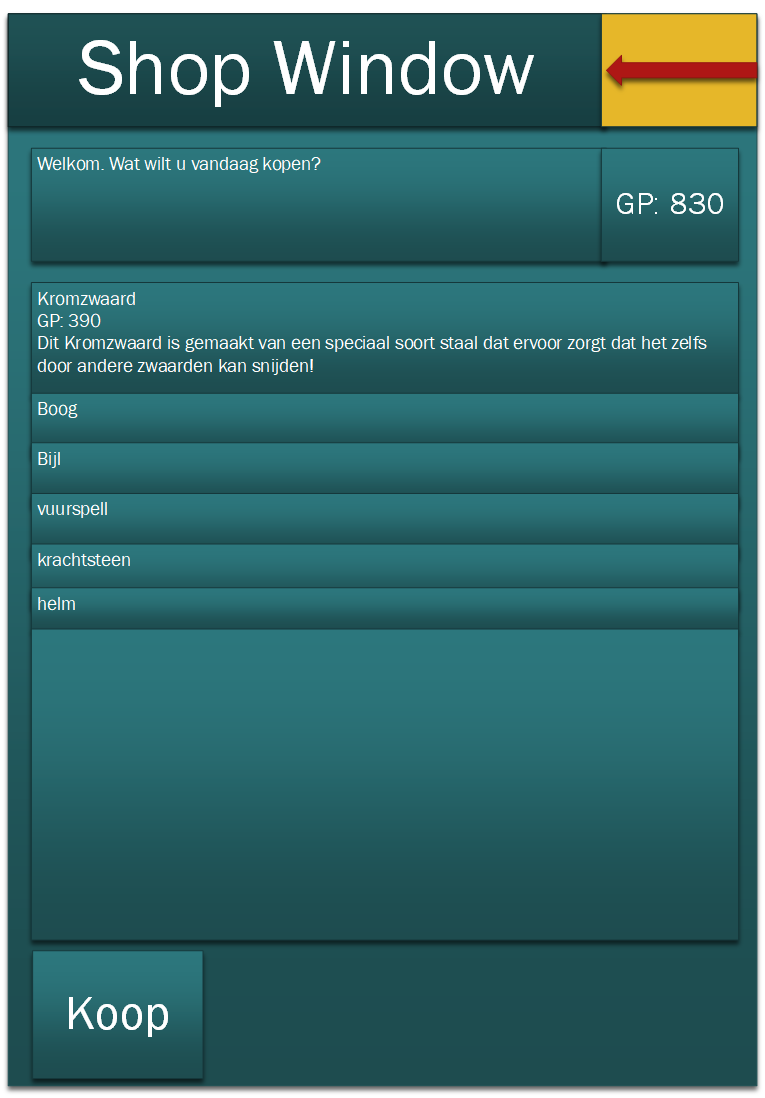 Shop Window
Welkom. Wat wilt u vandaag kopen?
GP: 830
Kromzwaard
GP: 390
Dit Kromzwaard is gemaakt van een speciaal soort staal dat ervoor zorgt dat het zelfs
door andere zwaarden kan snijden!
Boog
Bijl
vuurspell
krachtsteen
helm
Koop